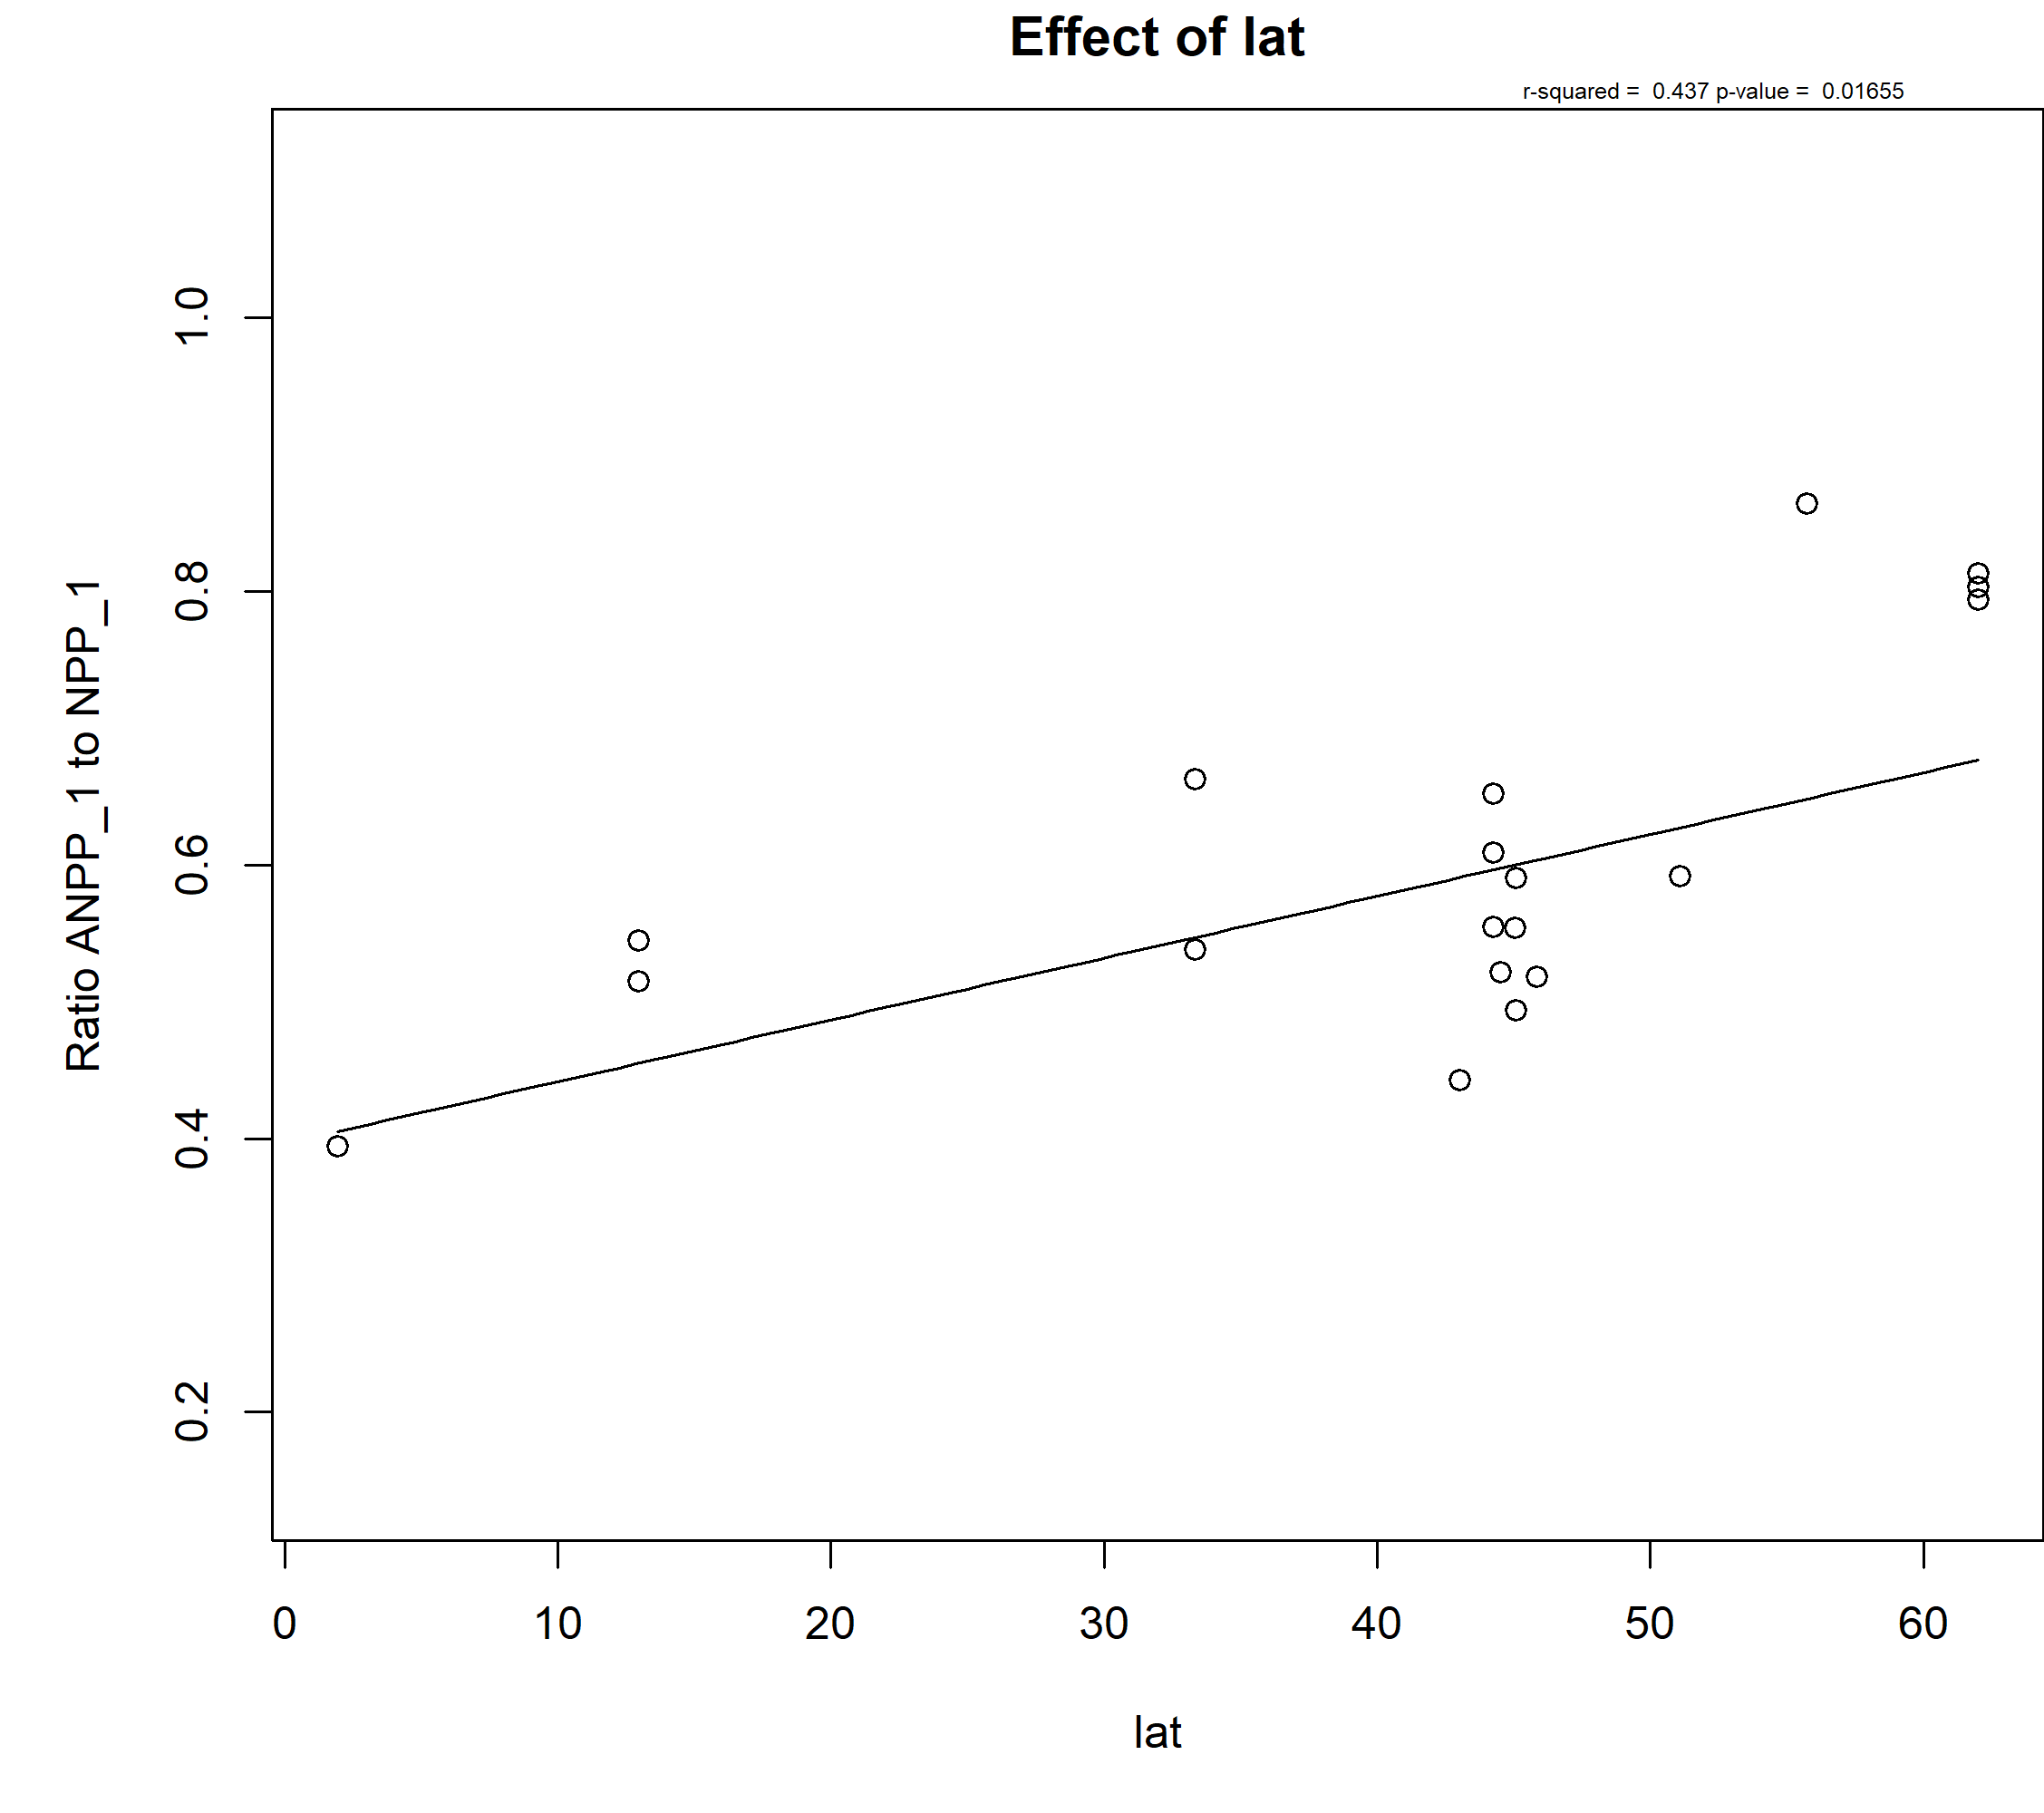 Effect of lat
r-squared =  0.437 p-value =  0.01655
Ratio ANPP_1 to NPP_1
1.0
0.8
0.6
0.4
0.2
0 10 20 30 40 50 60
lat